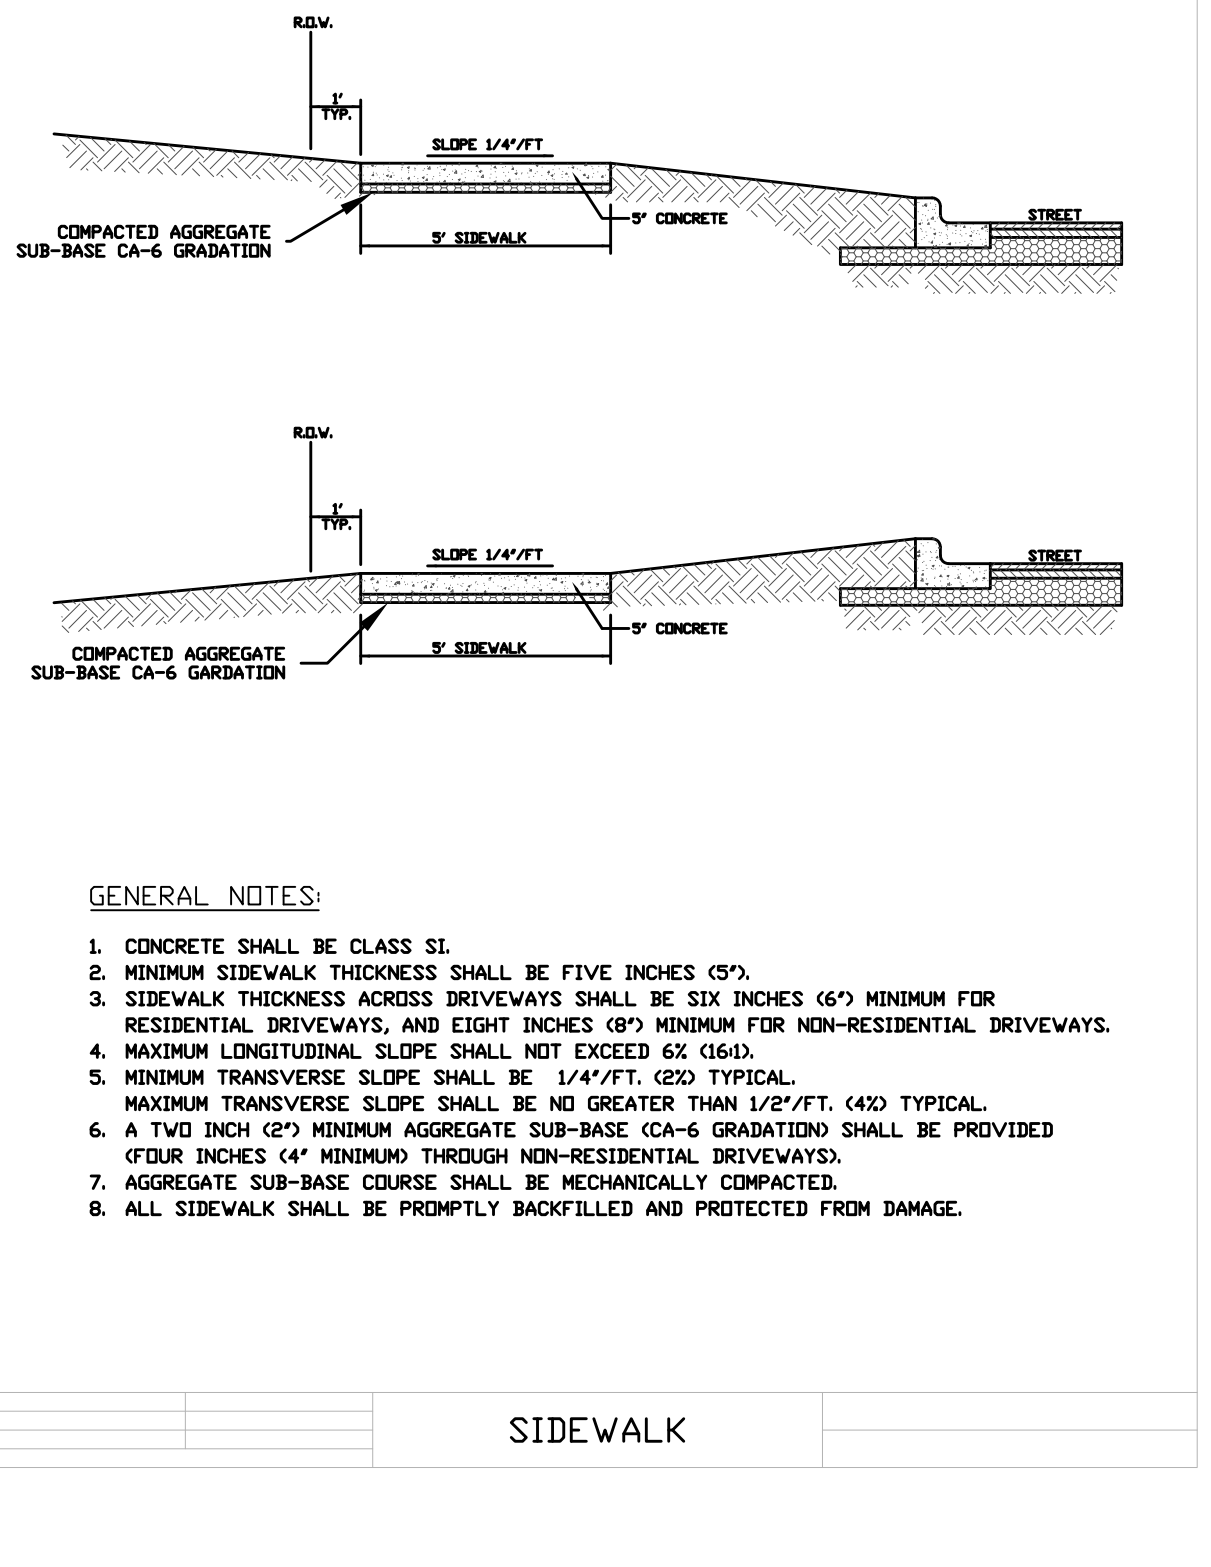 R.O.W.
1'
TYP.
SLOPE 1/4"/FT
5" CONCRETE
STREET
COMPACTED AGGREGATE
SUB-BASE CA-6 GRADATION
5' SIDEWALK
R.O.W.
1'
TYP.
SLOPE 1/4"/FT
STREET
5" CONCRETE
5' SIDEWALK
COMPACTED AGGREGATE
SUB-BASE CA-6 GARDATION
GENERAL NOTES:
1. CONCRETE SHALL BE CLASS SI.
2. MINIMUM SIDEWALK THICKNESS SHALL BE FIVE INCHES (5").
3. SIDEWALK THICKNESS ACROSS DRIVEWAYS SHALL BE SIX INCHES (6") MINIMUM FOR
RESIDENTIAL DRIVEWAYS, AND EIGHT INCHES (8") MINIMUM FOR NON-RESIDENTIAL DRIVEWAYS.
4. MAXIMUM LONGITUDINAL SLOPE SHALL NOT EXCEED 6% (16:1).
5. MINIMUM TRANSVERSE SLOPE SHALL BE 1/4"/FT. (2%) TYPICAL.
MAXIMUM TRANSVERSE SLOPE SHALL BE NO GREATER THAN 1/2"/FT. (4%) TYPICAL.
6. A TWO INCH (2") MINIMUM AGGREGATE SUB-BASE (CA-6 GRADATION) SHALL BE PROVIDED
(FOUR INCHES (4" MINIMUM) THROUGH NON-RESIDENTIAL DRIVEWAYS).
7. AGGREGATE SUB-BASE COURSE SHALL BE MECHANICALLY COMPACTED.
8. ALL SIDEWALK SHALL BE PROMPTLY BACKFILLED AND PROTECTED FROM DAMAGE.
SIDEWALK